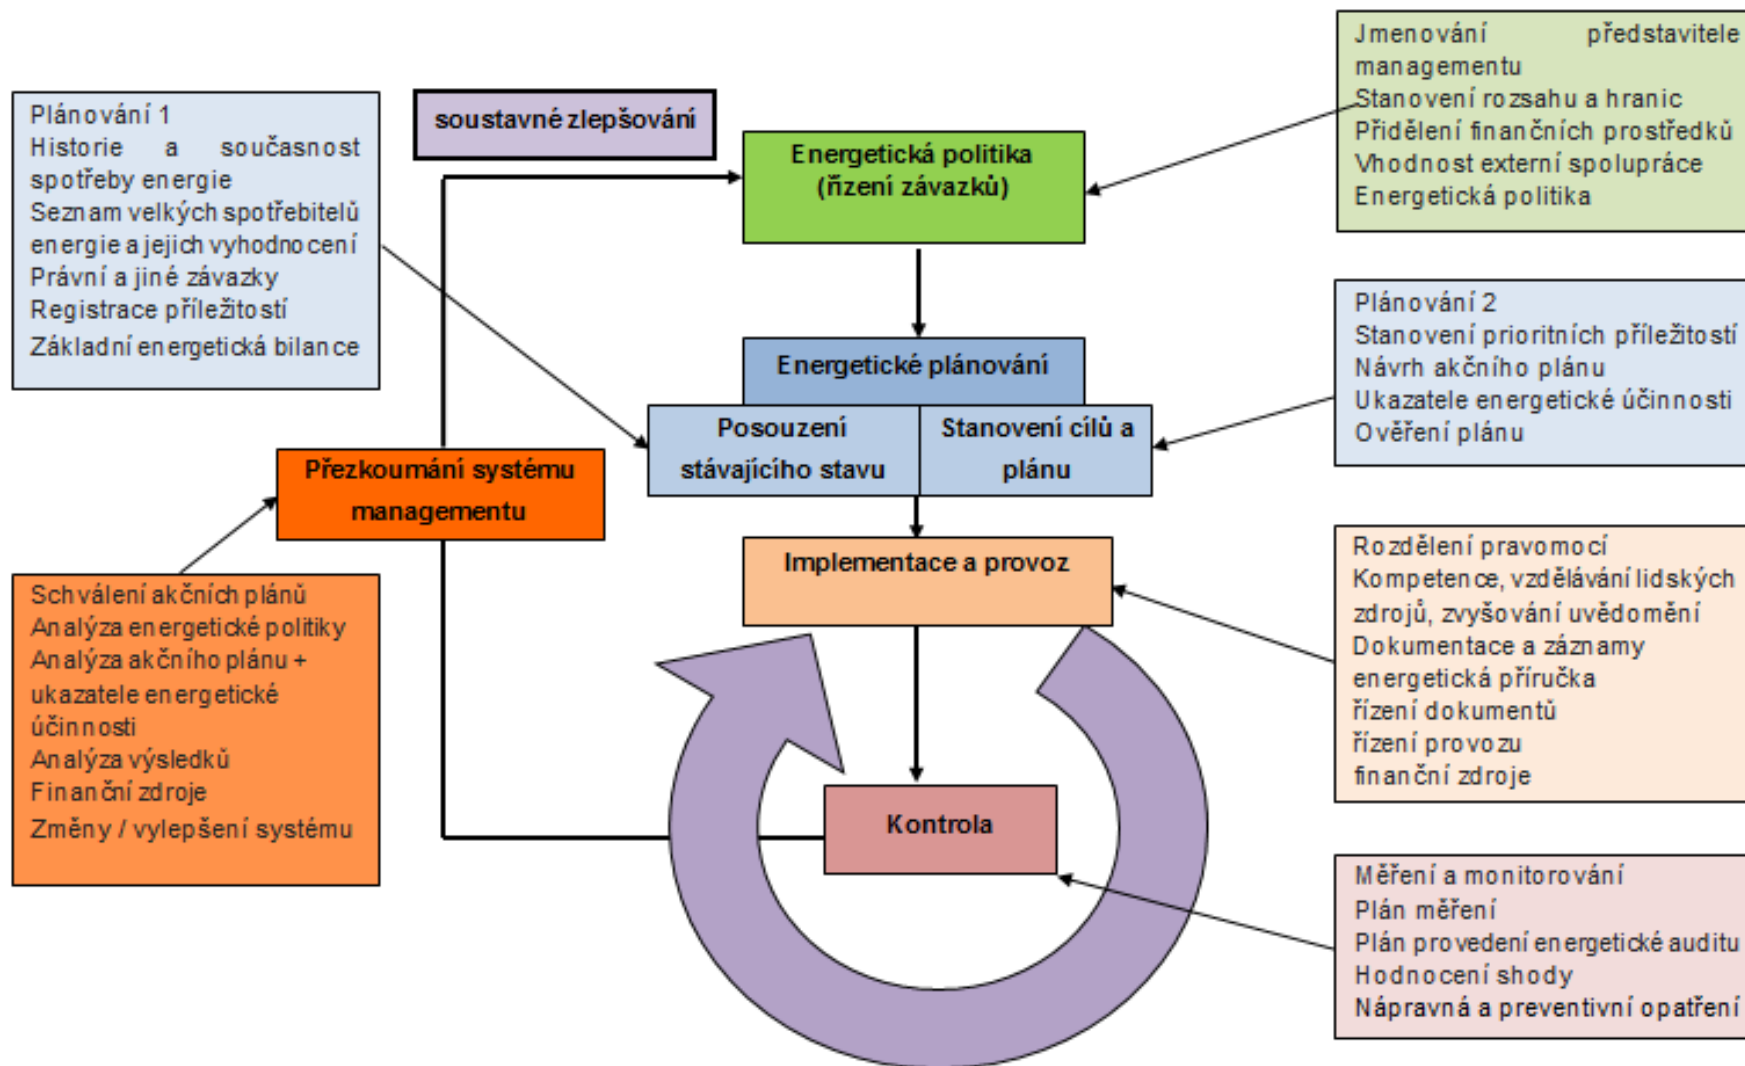 Plánování 1
Historie a současnost
spotřeby energie
Seznam velkých spotřebitelů
energie a jejich vyhodnocení
Právní a jiné závazky
Registrace příležitostí
Základní energetická bilance
soustavné zlepšování
Energetická politika
(řízení závazků)
Jmenování představitele
managementu
Stanovení rozsahu a hranic
Přidělení finančních prostředků
Vhodnost externí spolupráce
Energetická politika
Energetické plánování
Posouzení
stávajícího stavu
Stanovení cílů a
plánu
Plánování 2
Stanovení prioritních příležitostí
Návrh akčního plánu
Ukazatele energetické účinnosti
Ověření plánu
Přezkoumání systému
managementu
Implementace a provoz
Rozdělení pravomocí
Kompetence, vzdělávání lidských
zdrojů, zvyšování uvědomění
Dokumentace a záznamy
energetická příručka
řízení dokumentů
řízení provozu
finanční zdroje
Schválení akčních plánů
Analýza energetické politiky
Analýza akčního plánu +
ukazatele energetické
účinnosti
Analýza výsledků
Finanční zdroje
Změny / vylepšení systému
Kontrola
Měření a monitorování
Plán měření
Plán provedení energetické auditu
Hodnocení shody
Nápravná a preventivní opatření